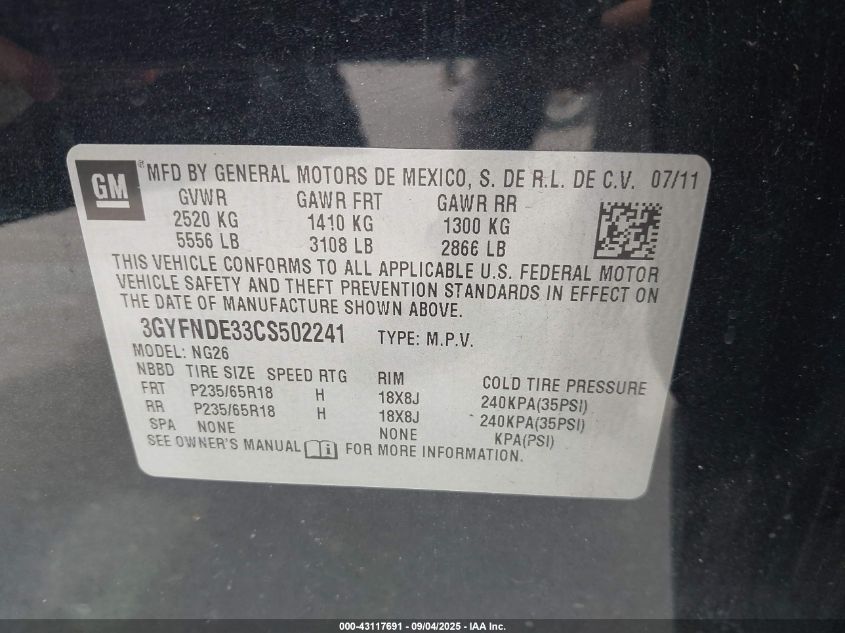 GM ® MFD BY GENERAL MOTORS DE MEXICO, S. DE R.L. DE C.V. 07/11
GVWR GAWR FRT GAWR RR
2520 KG 1410 KG 1300 KG
5556 LB 3108 LB 2866 LB
THIS VEHICLE CONFORMS TO ALL APPLICABLE U.S. FEDERAL MOTOR
VEHICLE SAFETY AND THEFT PREVENTION STANDARDS IN EFFECT ON
THE DATE OF MANUFACTURE SHOWN ABOVE.
3GYFNDE33CS502241 TYPE: M.P.V.
MODEL: NG26
NBBD TIRE SIZE SPEED RTG RIM COLD TIRE PRESSURE
FRT P235/65R18 H 18X8J 240KPA(35PSI)
RR P235/65R18 H 18X8J 240KPA(35PSI)
SPA NONE NONE KPA(PSI)
SEE OWNER'S MANUAL FOR MORE INFORMATION.
000-43117691 - 09/04/2025 - IAA Inc.